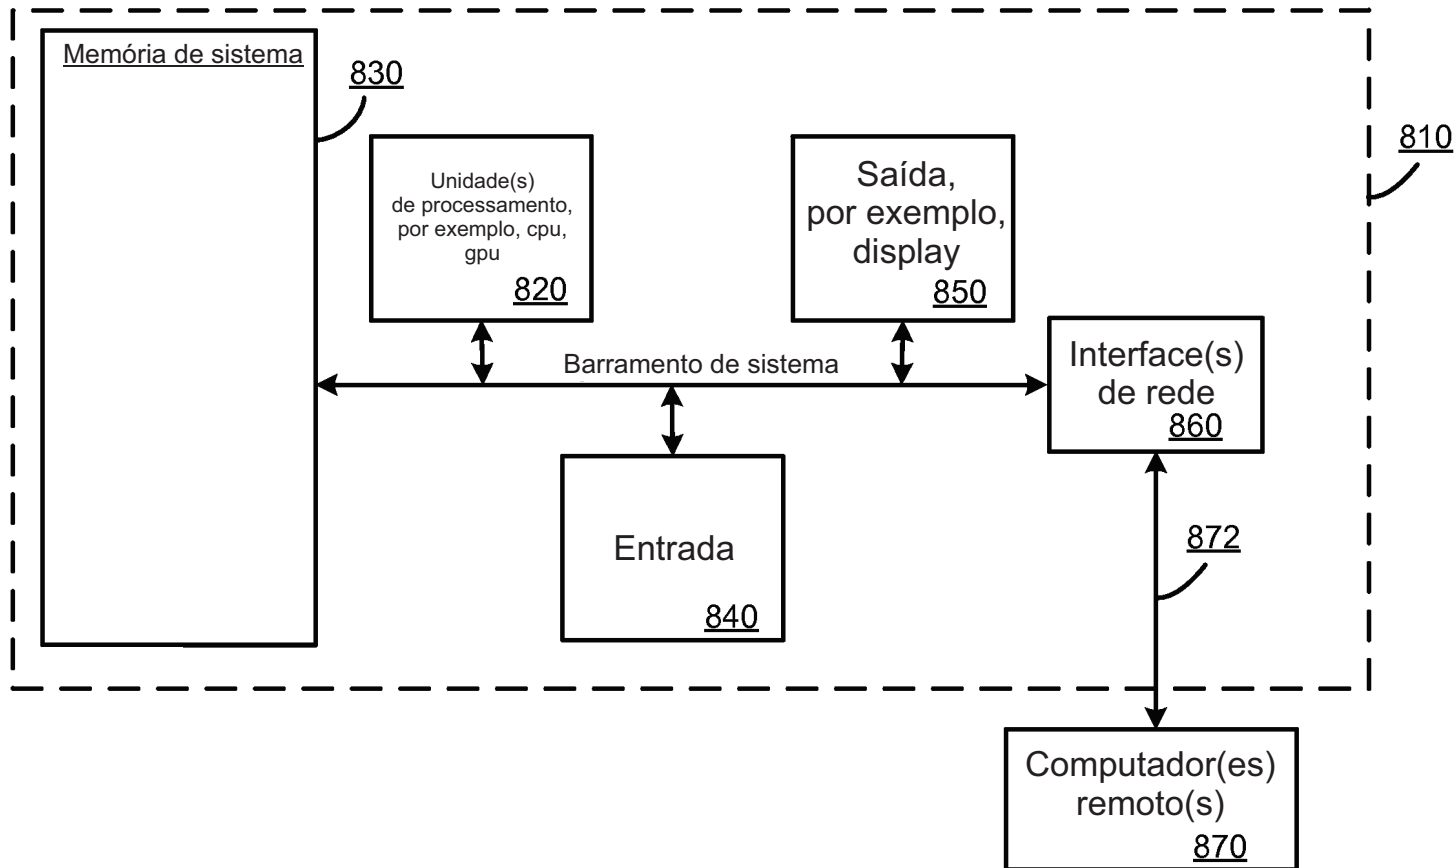 Memória de sistema
830
810
Unidade(s)
de processamento,
por exemplo, cpu,
gpu
820
Saída,
por exemplo,
display
850
Barramento de sistema
Interface(s)
de rede
860
Entrada
840
872
Computador(es)
remoto(s)
870